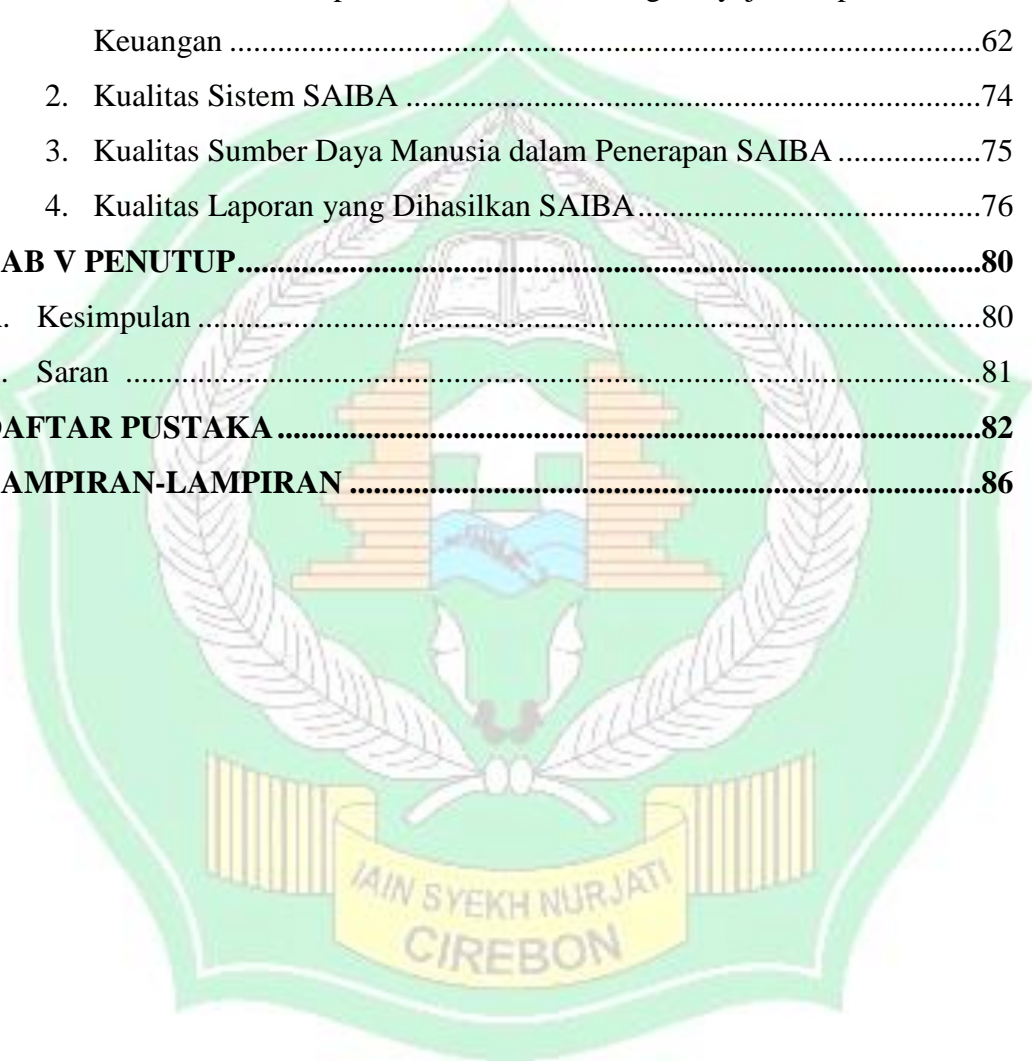 Keuangan ..................................................................................................62
2. Kualitas Sistem SAIBA ...........................................................................74
3. Kualitas Sumber Daya Manusia dalam Penerapan SAIBA ...................75
4. Kualitas Laporan yang Dihasilkan SAIBA.............................................76
AB V PENUTUP.................................................................................................80
. Kesimpulan ......................................................................................................80
. Saran ...............................................................................................................81
AFTAR PUSTAKA ............................................................................................82
AMPIRAN-LAMPIRAN ....................................................................................86
IAIN SYEKH NURJATI
CIREBON